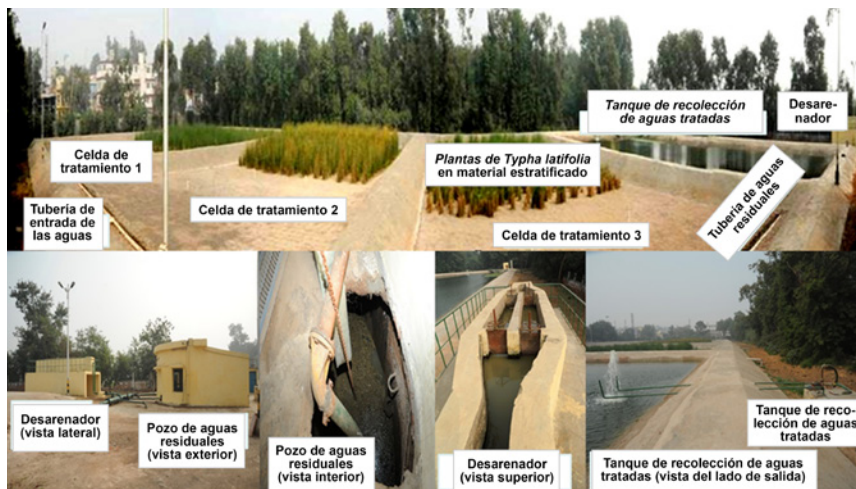 Celda de
tratamiento 1
Tubería de
entrada de
las aguas
Celda de tratamiento 2
Plantas de Typha latifolia
en material estratificado
Tanque de recolección
de aguas tratadas
Desare-
nador
Tubería de aguas
residuales
Celda de tratamiento 3
Desarenador
(vista lateral)
Pozo de aguas
residuales
(vista exterior)
Pozo de aguas
residuales
(vista interior)
Desarenador
(vista superior)
Tanque de reco-
lección de aguas
tratadas
Tanque de recolección de aguas
tratadas (vista del lado de salida)